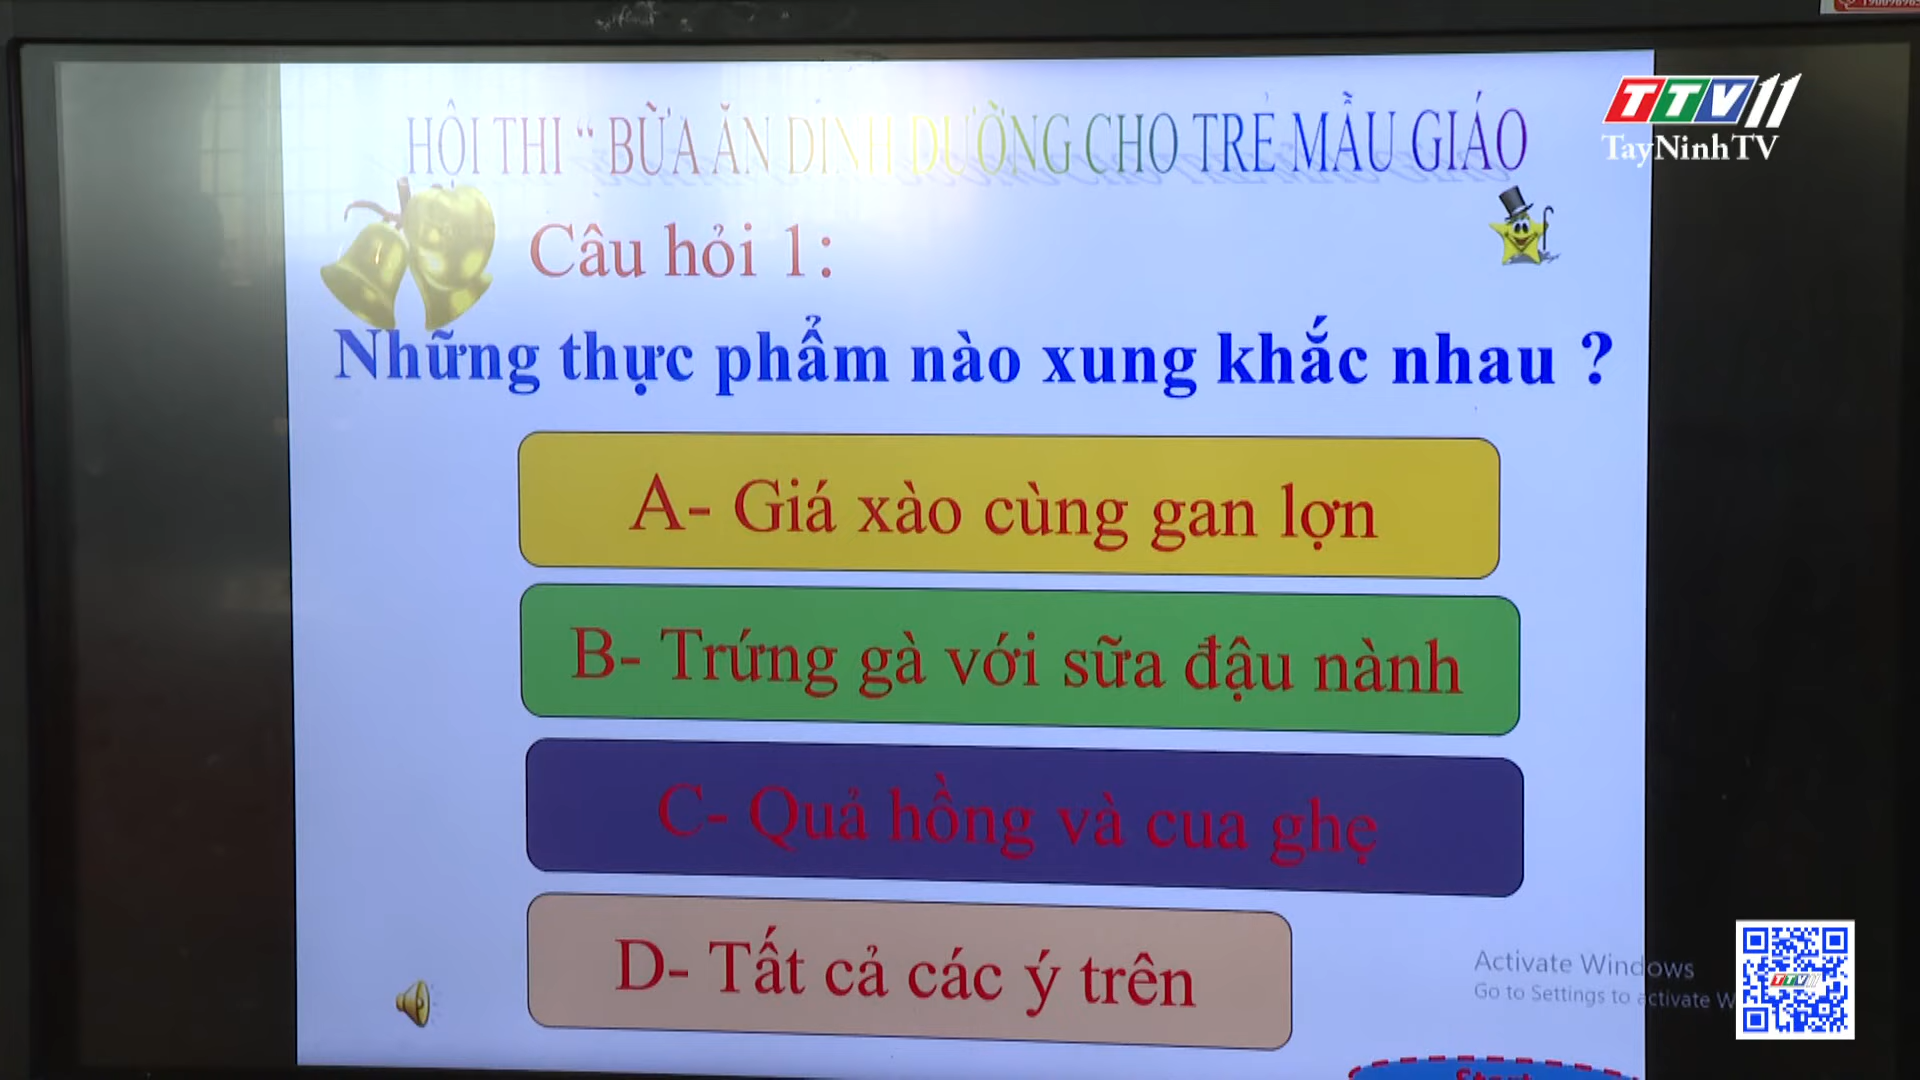 HỘI THI “ BỮA ĂN DINH DƯỠNG CHO TRẺ MẪU GIÁO
TTV11
TayNinhTV
Câu hỏi 1:
Những thực phẩm nào xung khắc nhau ?
A- Giá xào cùng gan lợn
B- Trứng gà với sữa đậu nành
C- Quả hồng và cua ghẹ
D- Tất cả các ý trên
Activate Windows
Go to Settings to activate W
TTV11